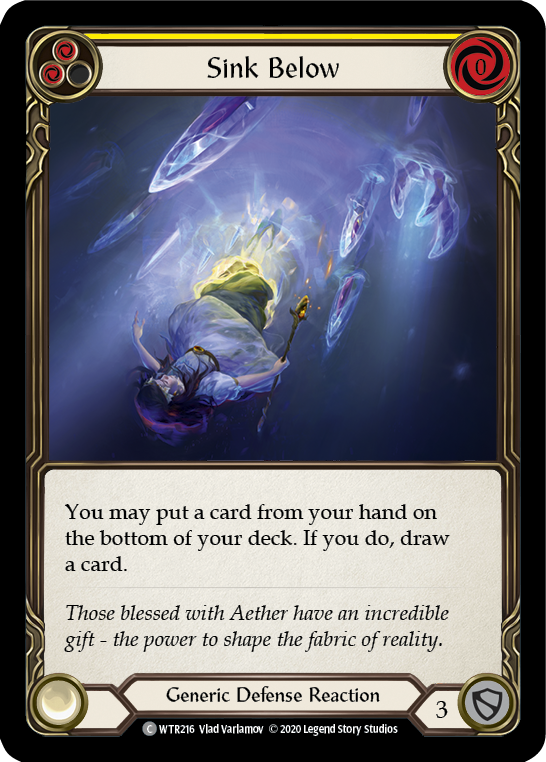 Sink Below
0
You may put a card from your hand on
the bottom of your deck. If you do, draw
a card.
Those blessed with Aether have an incredible
gift - the power to shape the fabric of reality.
Generic Defense Reaction
3
C WTR216 Vlad Varlamov © 2020 Legend Story Studios